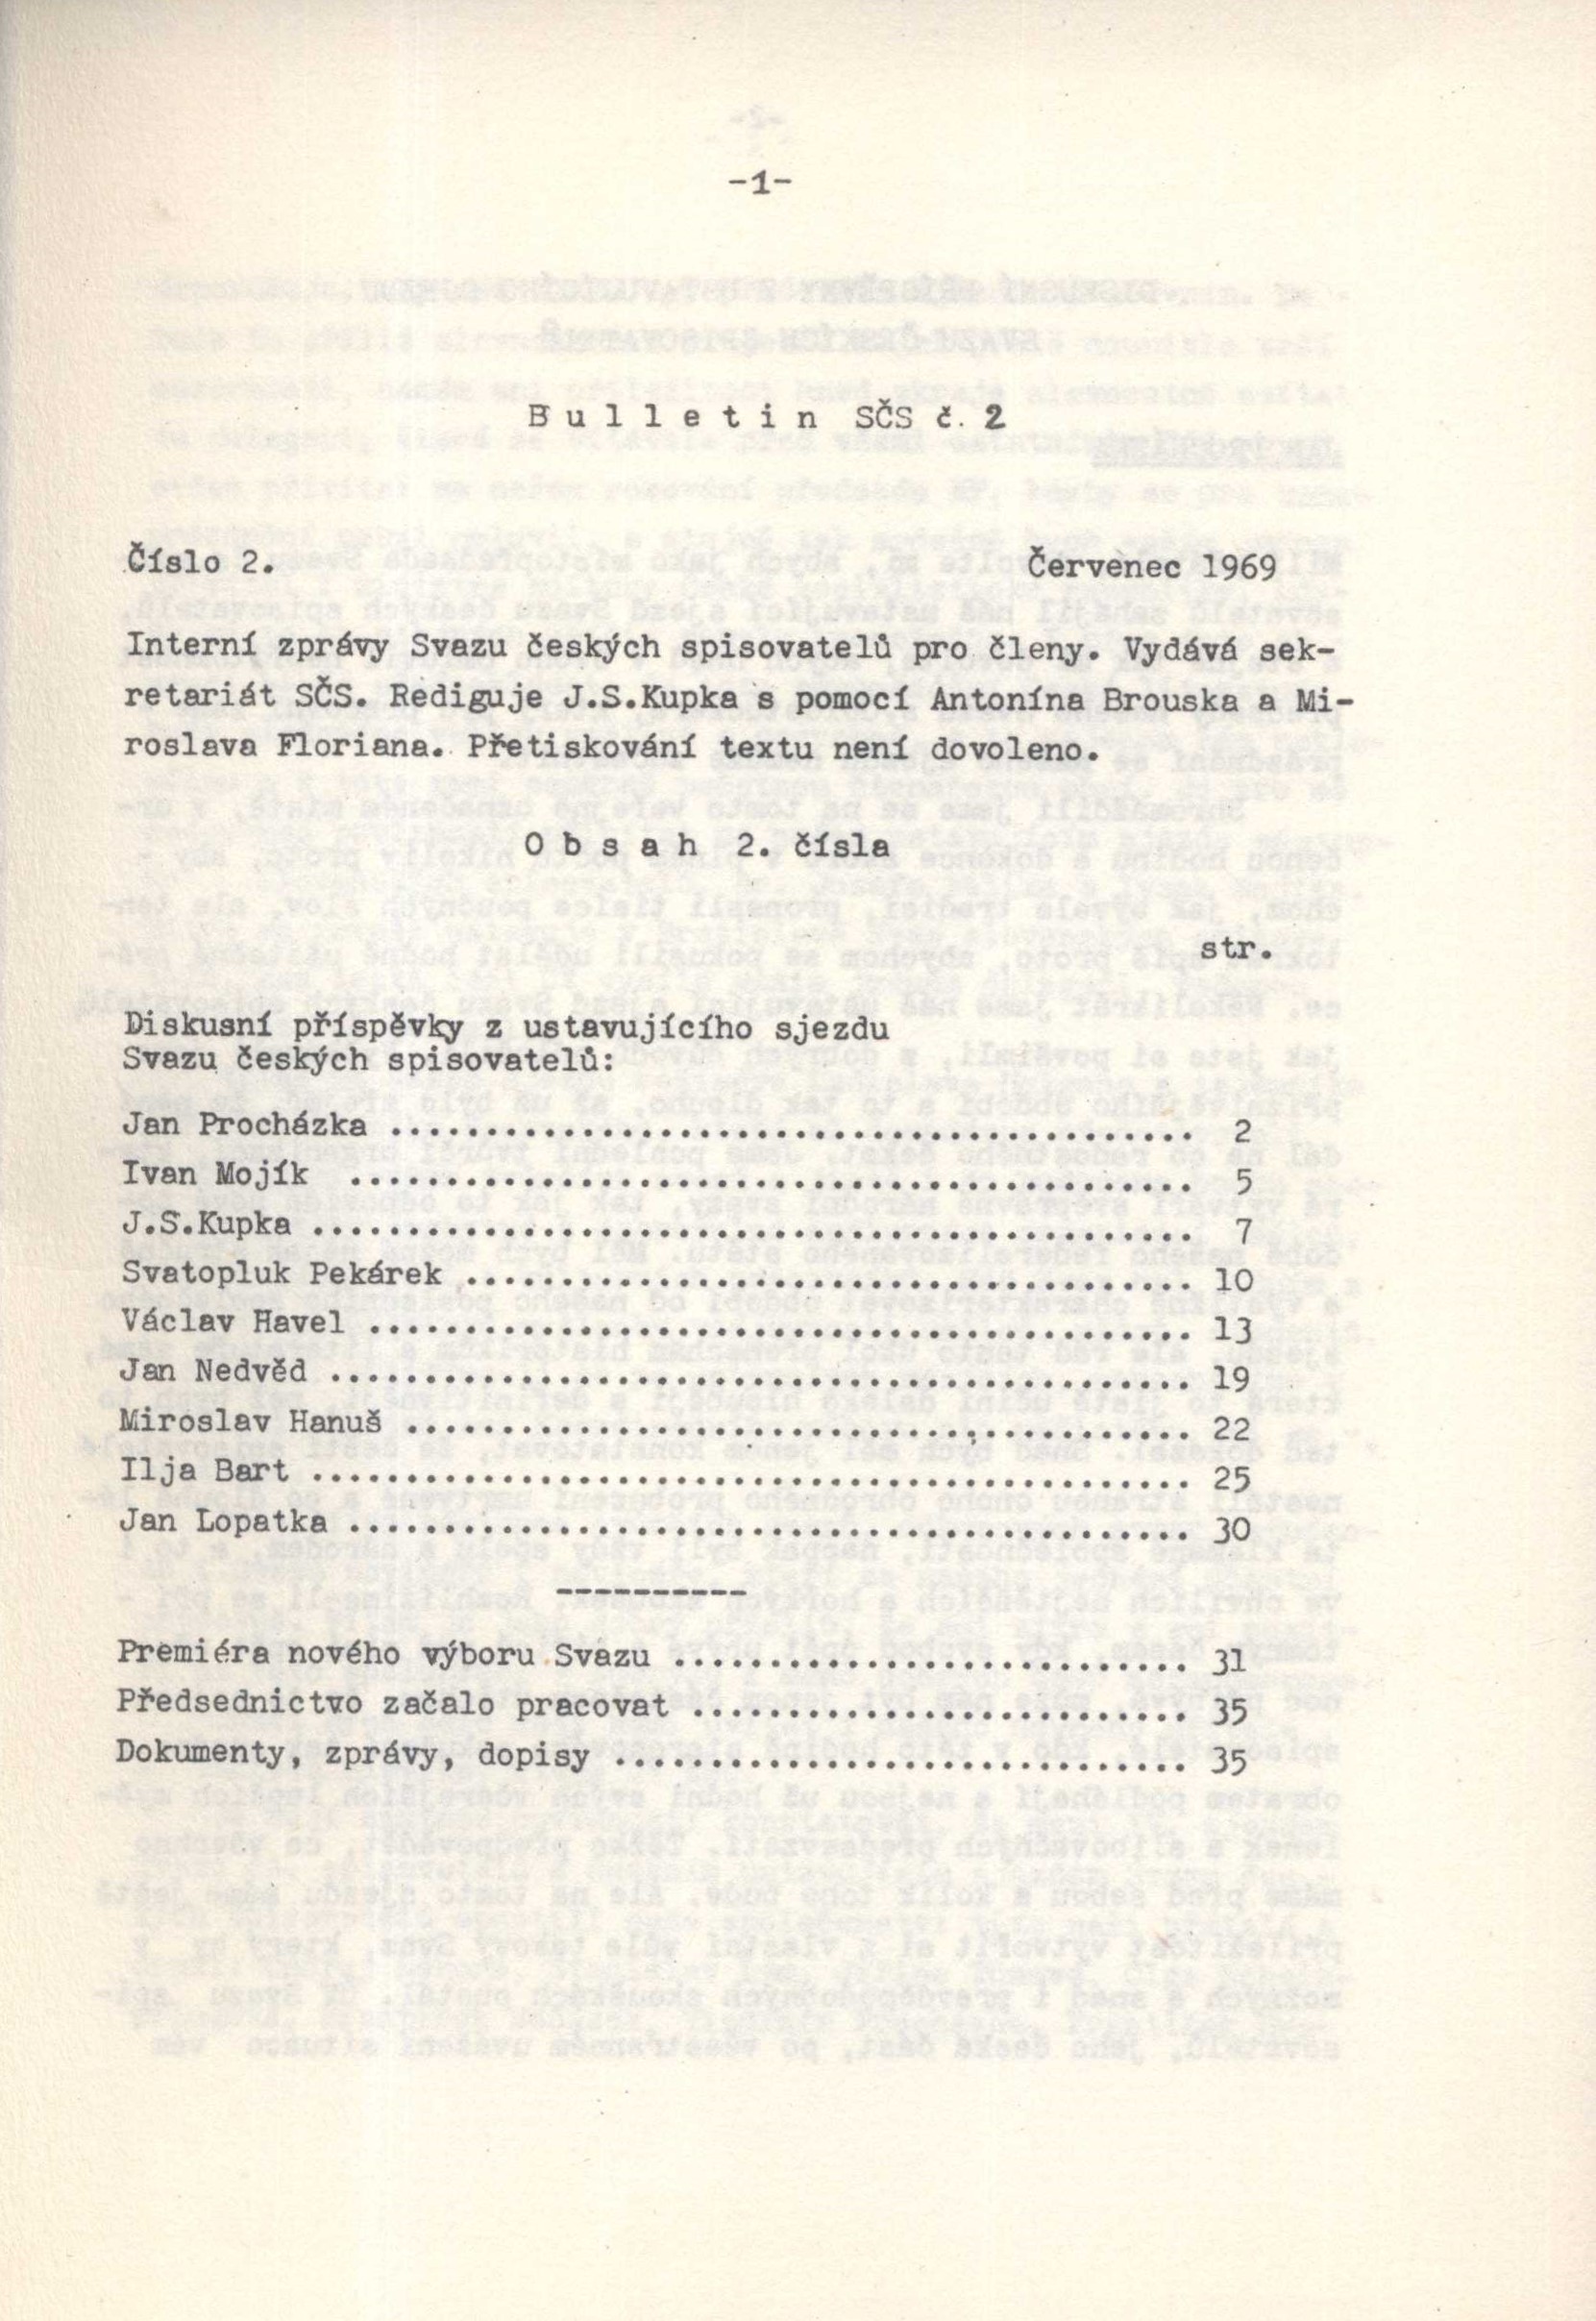 -1-
Bulletin SČS č. 2
Číslo 2. Červenec 1969
Interní zprávy Svazu českých spisovatelů pro členy. Vydává sek-
retariát SČS. Rediguje J.S.Kupka s pomocí Antonína Brouska a Mi-
roslava Floriana. Přetiskování textu není dovoleno.
Obsah 2. čísla
str.
Diskusní příspěvky z ustavujícího sjezdu
Svazu českých spisovatelů:
Jan Procházka .......................................... 2
Ivan Mojík ............................................ 5
J.S.Kupka .............................................. 7
Svatopluk Pekárek ...................................... 10
Václav Havel ........................................... 13
Jan Nedvěd ............................................. 19
Miroslav Hanuš ......................................... 22
Ilja Bart .............................................. 25
Jan Lopatka ............................................ 30
----------
Premiéra nového výboru Svazu ........................... 31
Předsednictvo začalo pracovat .......................... 35
Dokumenty, zprávy, dopisy .............................. 35